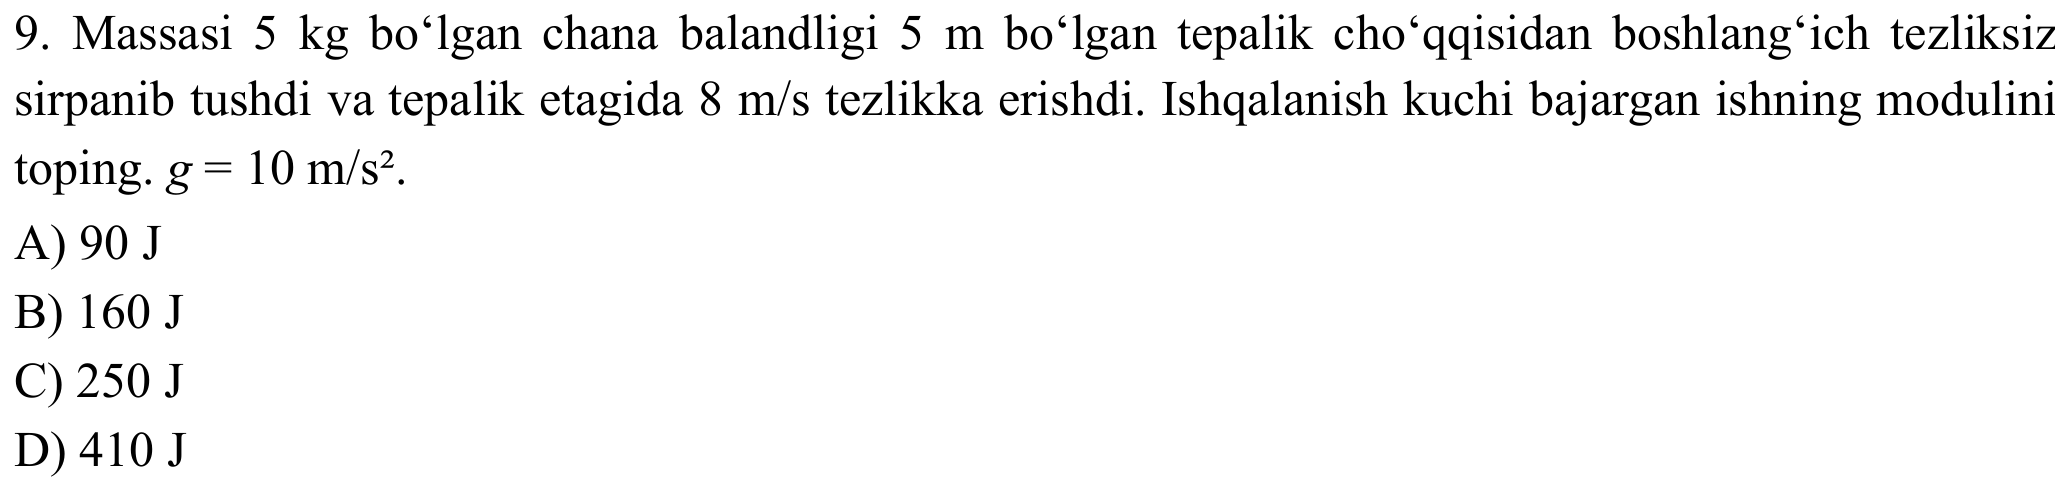 9. Massasi 5 kg bo‘lgan chana balandligi 5 m bo‘lgan tepalik cho‘qqisidan boshlang‘ich tezliksiz
sirpanib tushdi va tepalik etagida 8 m/s tezlikka erishdi. Ishqalanish kuchi bajargan ishning modulini
toping. g = 10 m/s².
A) 90 J
B) 160 J
C) 250 J
D) 410 J